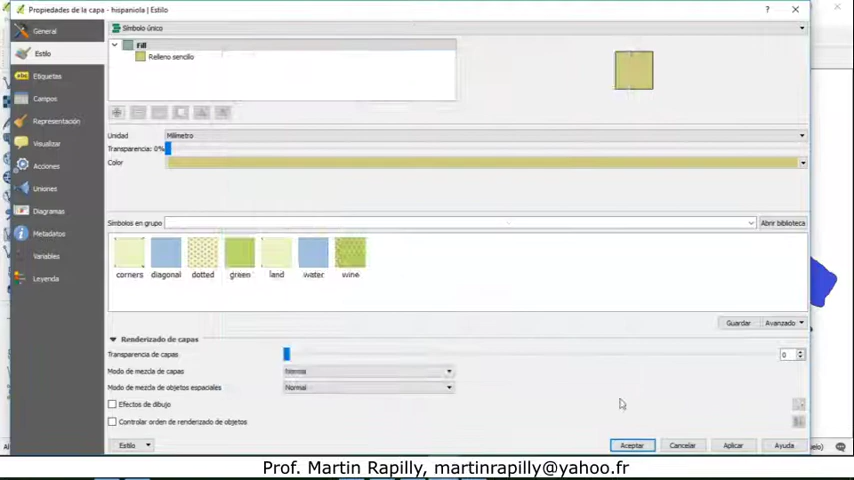 Propiedades de la capa - hispaniola | Estilo
General
Símbolo único
Estilo
Fill
Relleno sencillo
Etiquetas
Campos
Representación
Unidad
Milímetro
Visualizar
Transparencia: 0%
Acciones
Color
Uniones
Diagramas
Símbolos en grupo
Abrir biblioteca
Metadatos
Variables
Leyenda
corners
diagonal
dotted
green
land
water
wine
Guardar
Avanzado
Renderizado de capas
Transparencia de capas
0
Modo de mezcla de capas
Normal
Modo de mezcla de objetos espaciales
Normal
Efectos de dibujo
Controlar orden de renderizado de objetos
Estilo
Aceptar
Cancelar
Aplicar
Ayuda
Prof. Martin Rapilly, martinrapilly@yahoo.fr